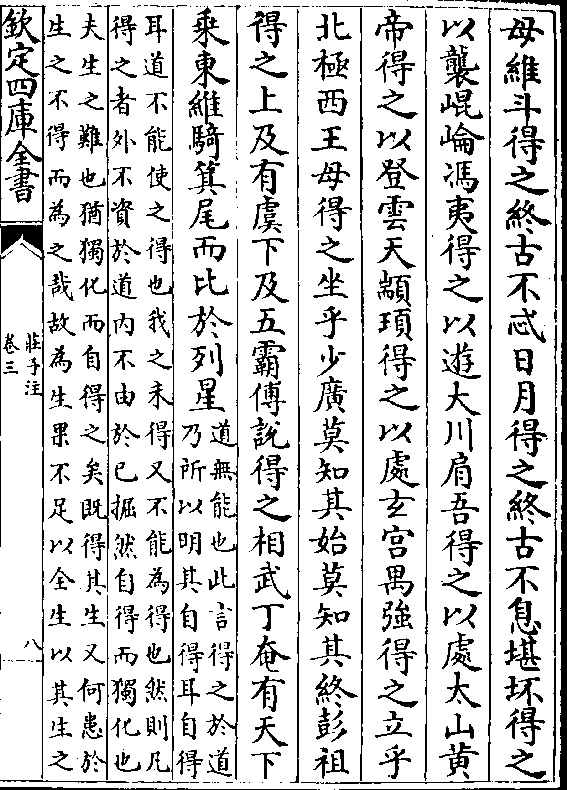 母維斗得之終古不忒日月得之終古不息堪坏得之
以襲崐崘馮夷得之以遊大川肩吾得之以處太山黄
帝得之以登雲天顓頊得之以處玄宫禺強得之立乎
北極西王母得之坐乎少廣莫知其始莫知其終彭祖
得之上及有虞下及五霸傅說得之相武丁奄有天下
乗東維騎箕尾而比於列星
道無能也此言得之於道
乃所以明其自得耳自得
耳道不能使之得也我之未得又不能為得也然則凡
得之者外不資於道内不由於已掘然自得而獨化也
夫生之難也猶獨化而自得之矣既得其生又何患於
生之不得而為之哉故為生果不足以全生以其生之
欽定四庫全書
莊子注
卷三
八